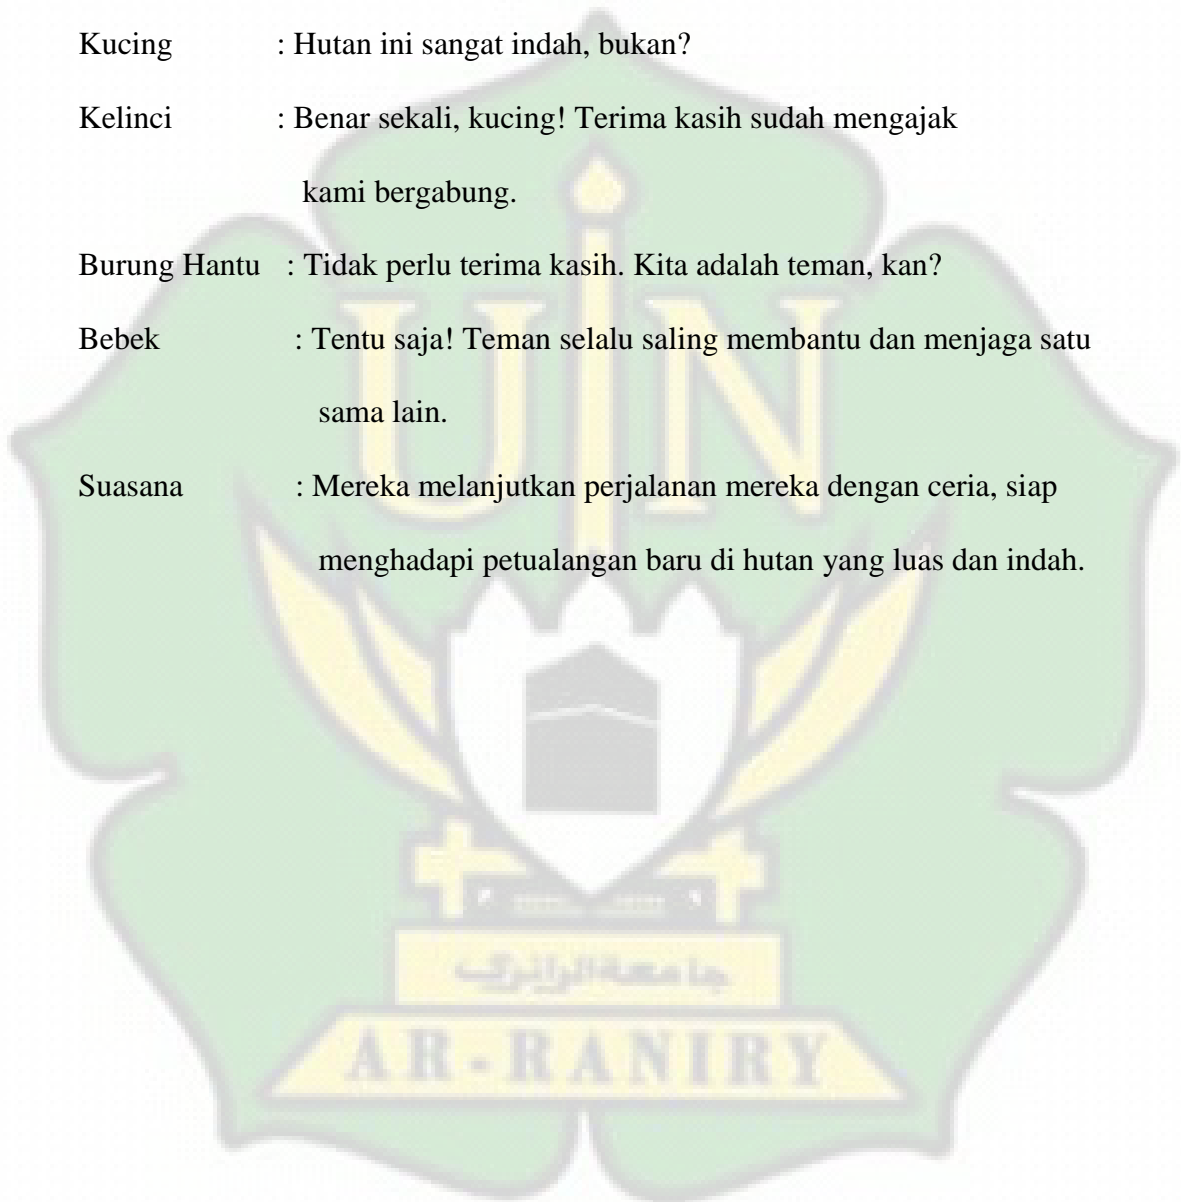 Kucing : Hutan ini sangat indah, bukan?
Kelinci : Benar sekali, kucing! Terima kasih sudah mengajak
kami bergabung.
Burung Hantu : Tidak perlu terima kasih. Kita adalah teman, kan?
Bebek : Tentu saja! Teman selalu saling membantu dan menjaga satu
sama lain.
Suasana : Mereka melanjutkan perjalanan mereka dengan ceria, siap
menghadapi petualangan baru di hutan yang luas dan indah.
UIN
جامعة الرانري
AR-RANIRY